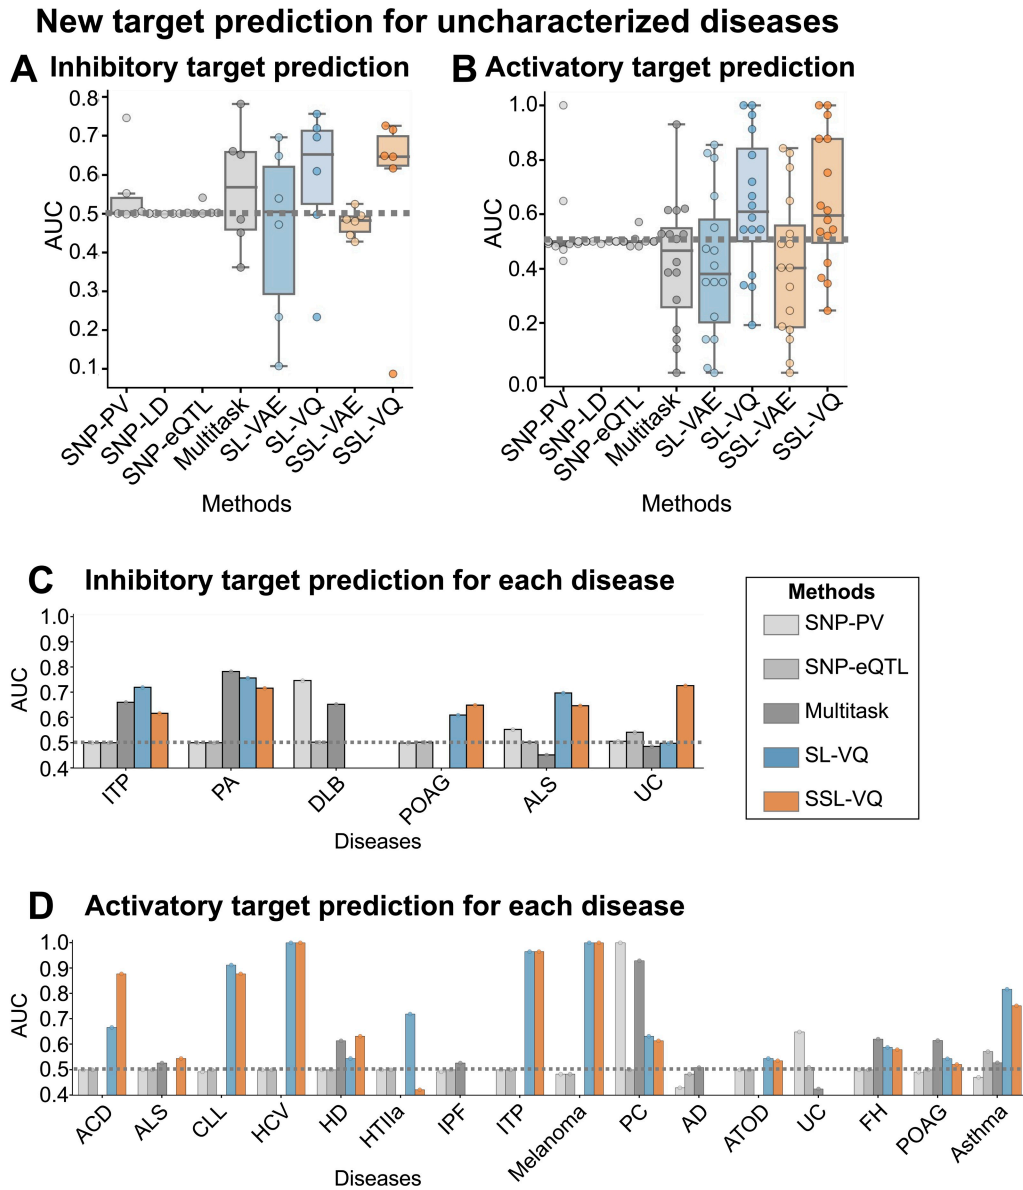 New target prediction for uncharacterized diseases
A Inhibitory target prediction
AUC
0.8
0.7
0.6
0.5
0.4
0.3
0.2
0.1
SNP-PV
SNP-LD
SNP-eQTL
Multitask
SL-VAE
SL-VQ
SSL-VAE
SSL-VQ
Methods
B Activatory target prediction
AUC
1.0
0.8
0.6
0.4
0.2
0.0
SNP-PV
SNP-LD
SNP-eQTL
Multitask
SL-VAE
SL-VQ
SSL-VAE
SSL-VQ
Methods
C Inhibitory target prediction for each disease
AUC
1.0
0.9
0.8
0.7
0.6
0.5
0.4
ITP
PA
DLB
POAG
ALS
UC
Diseases
Methods
SNP-PV
SNP-eQTL
Multitask
SL-VQ
SSL-VQ
D Activatory target prediction for each disease
AUC
1.0
0.9
0.8
0.7
0.6
0.5
0.4
ACD
ALS
CLL
HCV
HD
HTIIa
IPF
ITP
Melanoma
PC
AD
ATOD
UC
FH
POAG
Asthma
Diseases